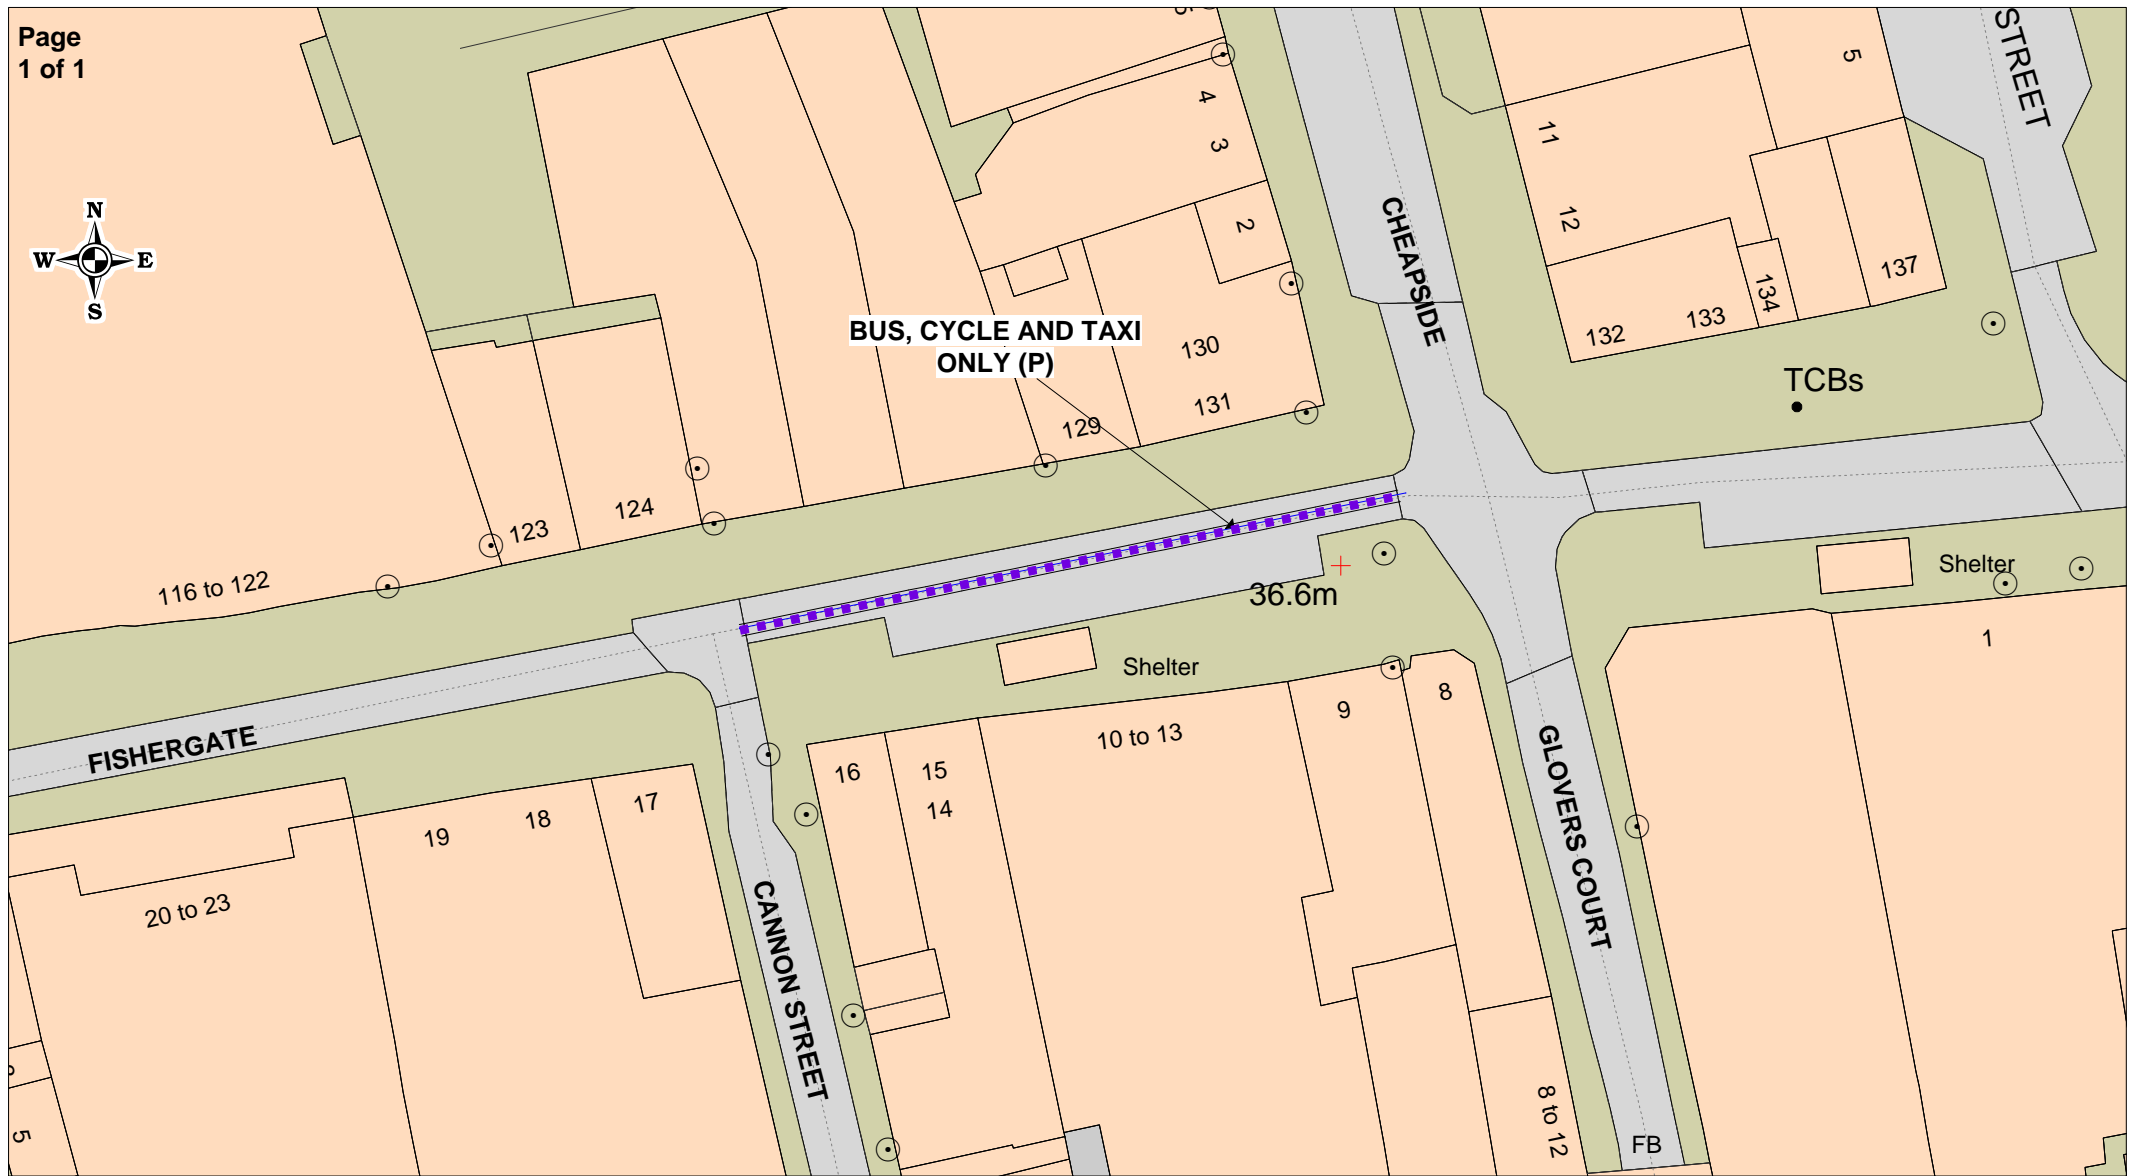 Page
1 of 1
N
W E
S
5
4
3
2
11
12
5
STREET
CHEAPSIDE
137
134
133
132
BUS, CYCLE AND TAXI
ONLY (P)
130
131
129
TCBs
124
123
116 to 122
36.6m
Shelter
Shelter
1
FISHERGATE
8
9
10 to 13
16
15
14
17
18
19
20 to 23
CANNON STREET
GLOVERS COURT
8 to 12
FB
5